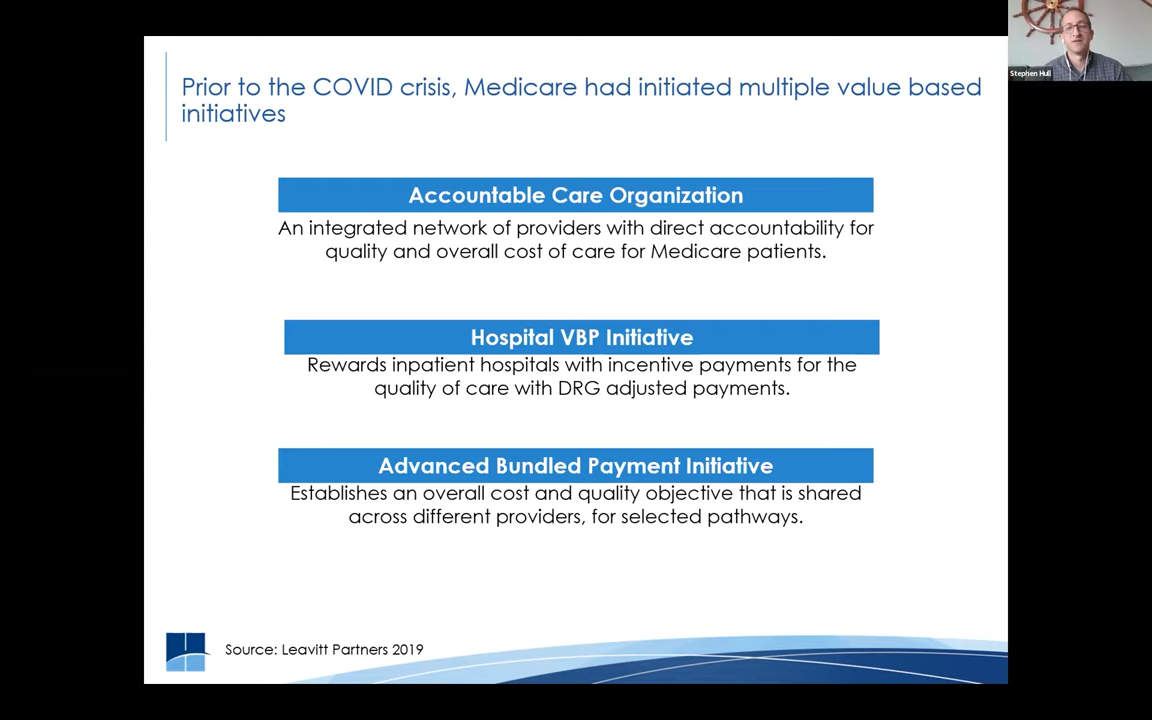 Stephen Hull
Prior to the COVID crisis, Medicare had initiated multiple value based
initiatives
Accountable Care Organization
An integrated network of providers with direct accountability for
quality and overall cost of care for Medicare patients.
Hospital VBP Initiative
Rewards inpatient hospitals with incentive payments for the
quality of care with DRG adjusted payments.
Advanced Bundled Payment Initiative
Establishes an overall cost and quality objective that is shared
across different providers, for selected pathways.
Source: Leavitt Partners 2019